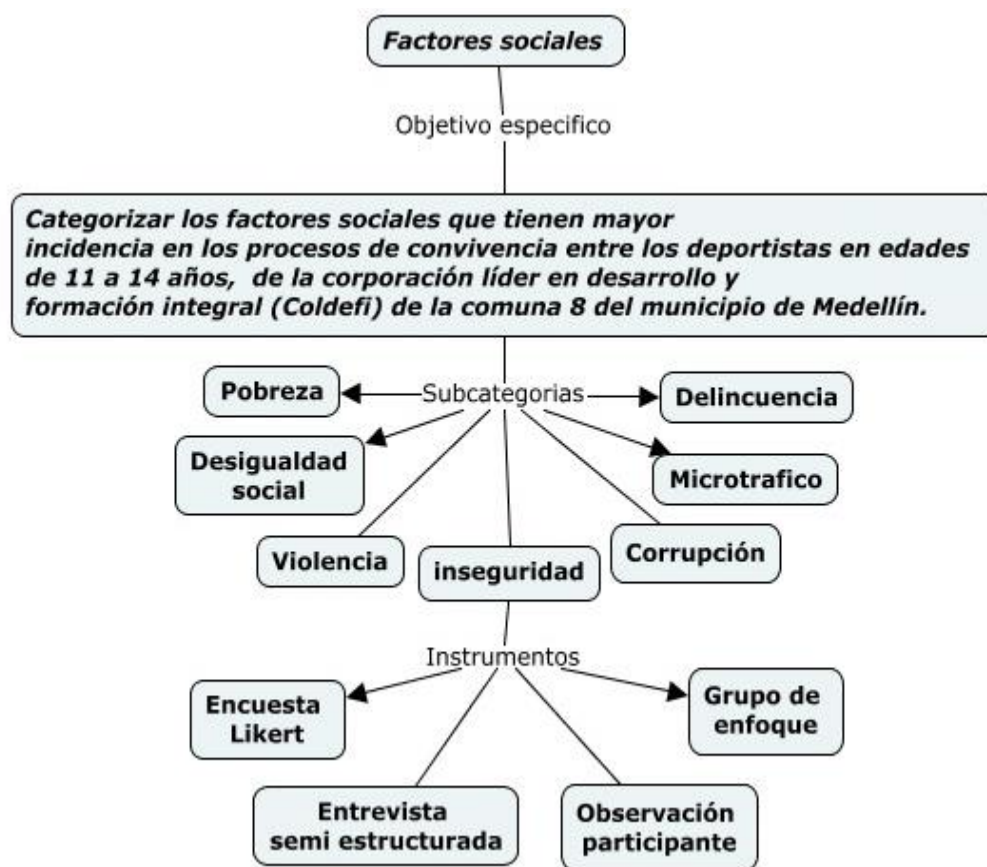 Factores sociales
Objetivo especifico
Categorizar los factores sociales que tienen mayor
incidencia en los procesos de convivencia entre los deportistas en edades
de 11 a 14 años,  de la corporación líder en desarrollo y
formación integral (Coldefi) de la comuna 8 del municipio de Medellín.
Pobreza
Subcategorias
Delincuencia
Desigualdad
social
Microtrafico
Violencia
inseguridad
Corrupción
Instrumentos
Encuesta
Likert
Grupo de
enfoque
Entrevista
semi estructurada
Observación
participante